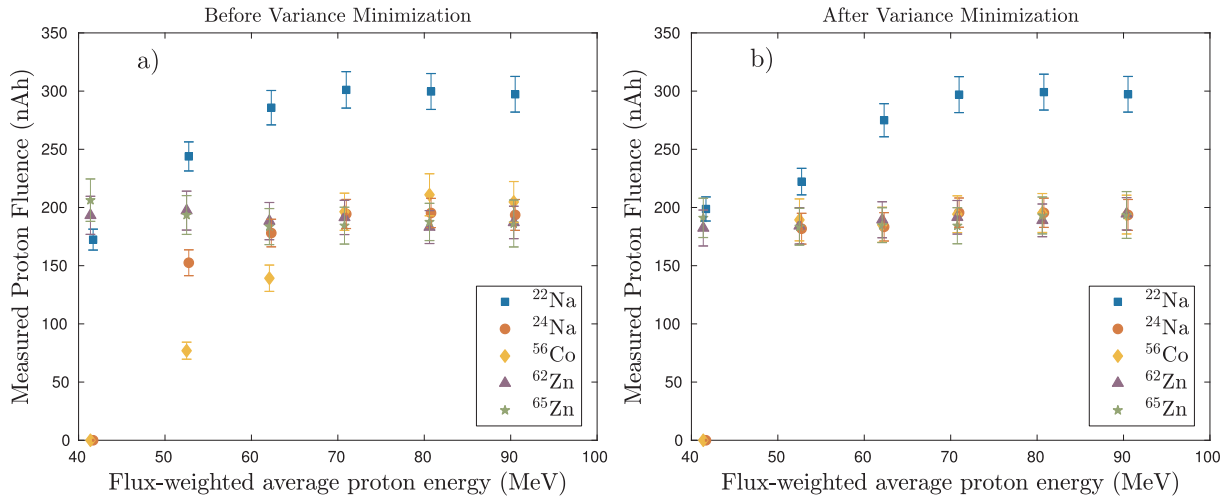 Before Variance Minimization
a)
Measured Proton Fluence (nAh)
350
300
250
200
150
100
50
0
40 50 60 70 80 90 100
Flux-weighted average proton energy (MeV)
²²Na
²⁴Na
⁵⁶Co
⁶²Zn
⁶⁵Zn
After Variance Minimization
b)
Measured Proton Fluence (nAh)
350
300
250
200
150
100
50
0
40 50 60 70 80 90 100
Flux-weighted average proton energy (MeV)
²²Na
²⁴Na
⁵⁶Co
⁶²Zn
⁶⁵Zn